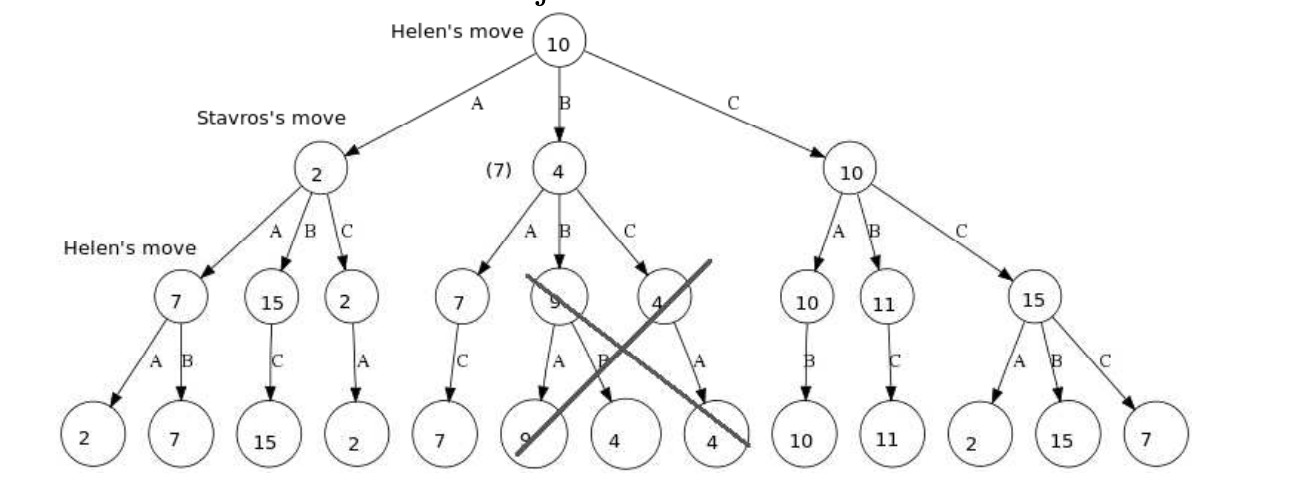 Helen's move
10
A B C
Stavros's move
2 (7) 4 10
A B C A B C A B C
Helen's move
7 15 2 7 9 4 10 11 15
A B C A C A B A B C A B C
2 7 15 2 7 9 4 4 10 11 2 15 7